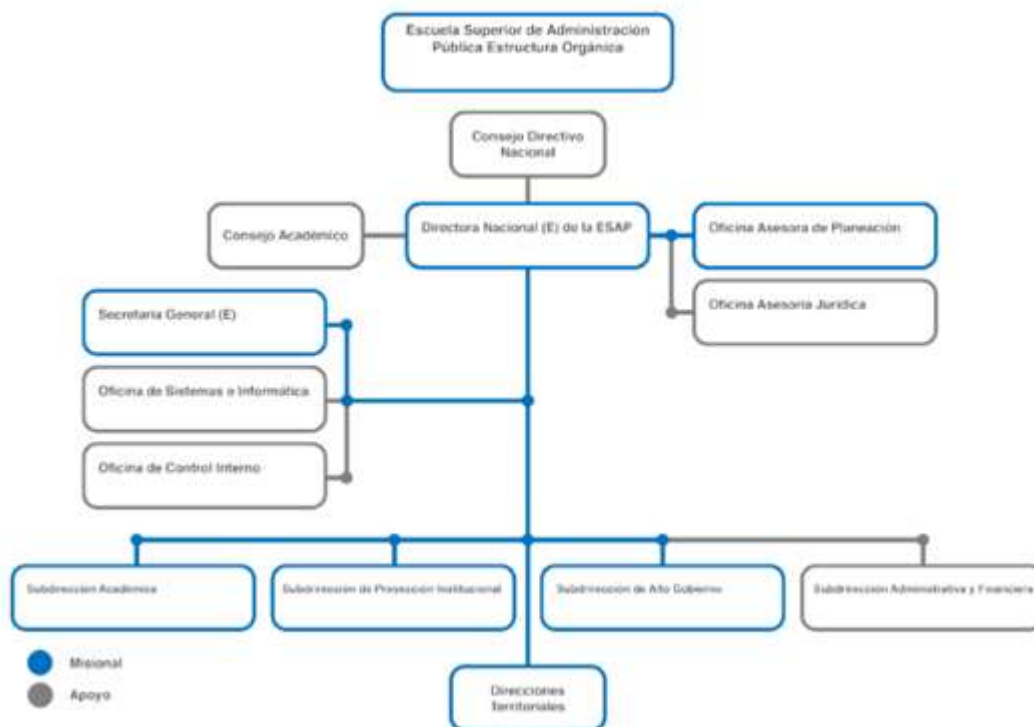 Escuela Superior de Administración
Pública Estructura Orgánica
Consejo Directivo
Nacional
Consejo Académico
Directora Nacional (E) de la ESAP
Oficina Asesora de Planeación
Oficina Asesoria Jurídica
Secretaria General (E)
Oficina de Sistemas e Informática
Oficina de Control Interno
Subdirección Académica
Subdirección de Proyección Institucional
Subdirección de Alto Gobierno
Subdirección Administrativa y Financiera
Misional
Apoyo
Direcciones
Territoriales